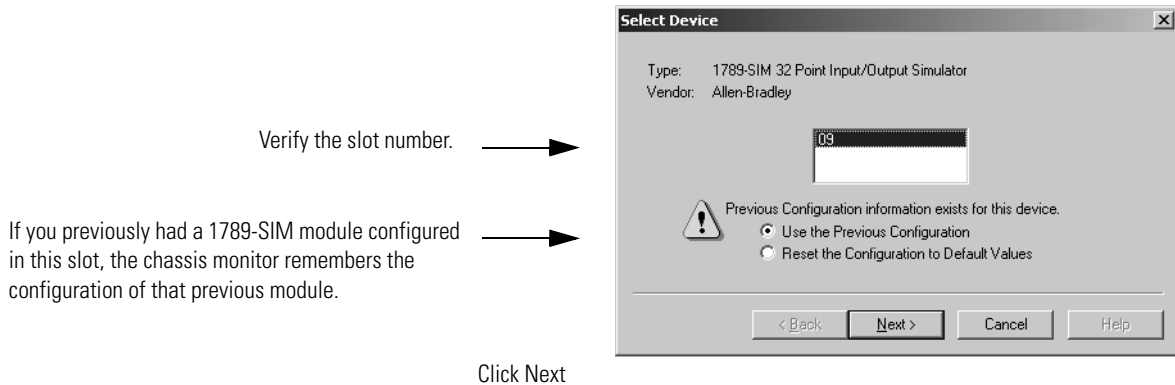 Select Device
Type: 1789-SIM 32 Point Input/Output Simulator
Vendor: Allen-Bradley
Verify the slot number.
09
If you previously had a 1789-SIM module configured
in this slot, the chassis monitor remembers the
configuration of that previous module.
Previous Configuration information exists for this device.
Use the Previous Configuration
Reset the Configuration to Default Values
< Back
Next >
Cancel
Help
Click Next